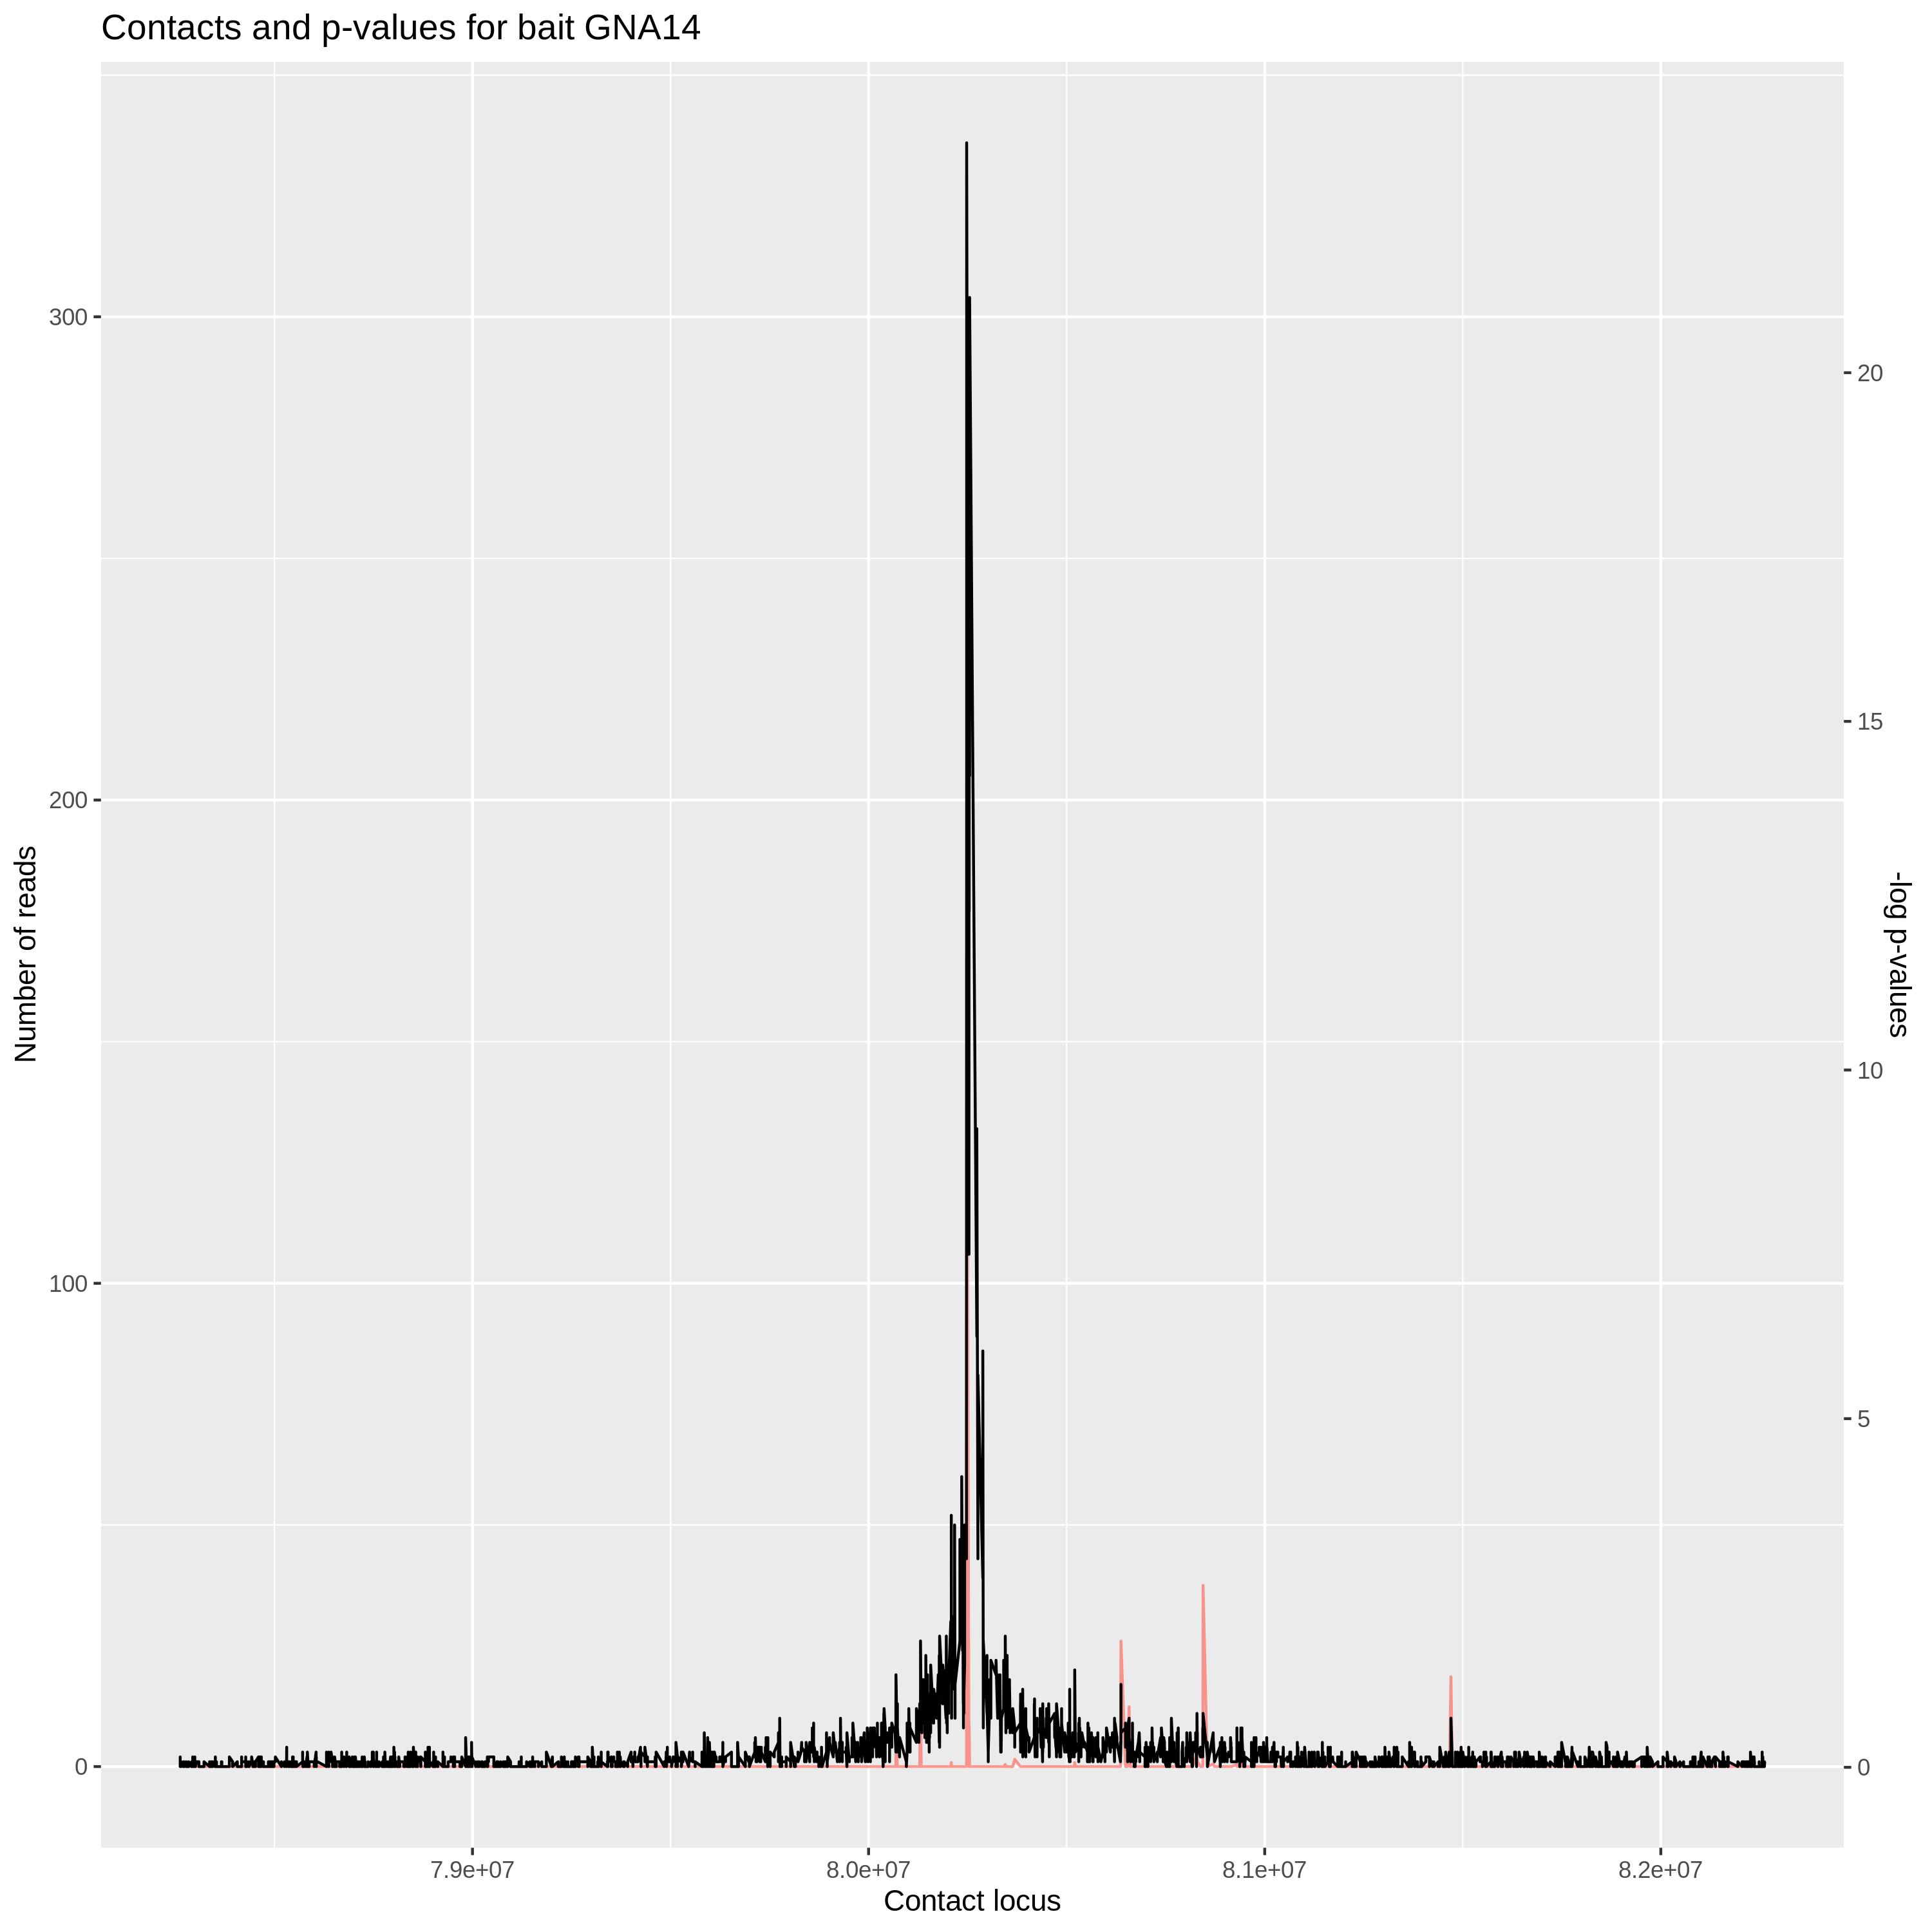 Contacts and p-values for bait GNA14
Number of reads
300
200
100
0
-log p-values
20
15
10
5
0
7.9e+07 8.0e+07 8.1e+07 8.2e+07
Contact locus